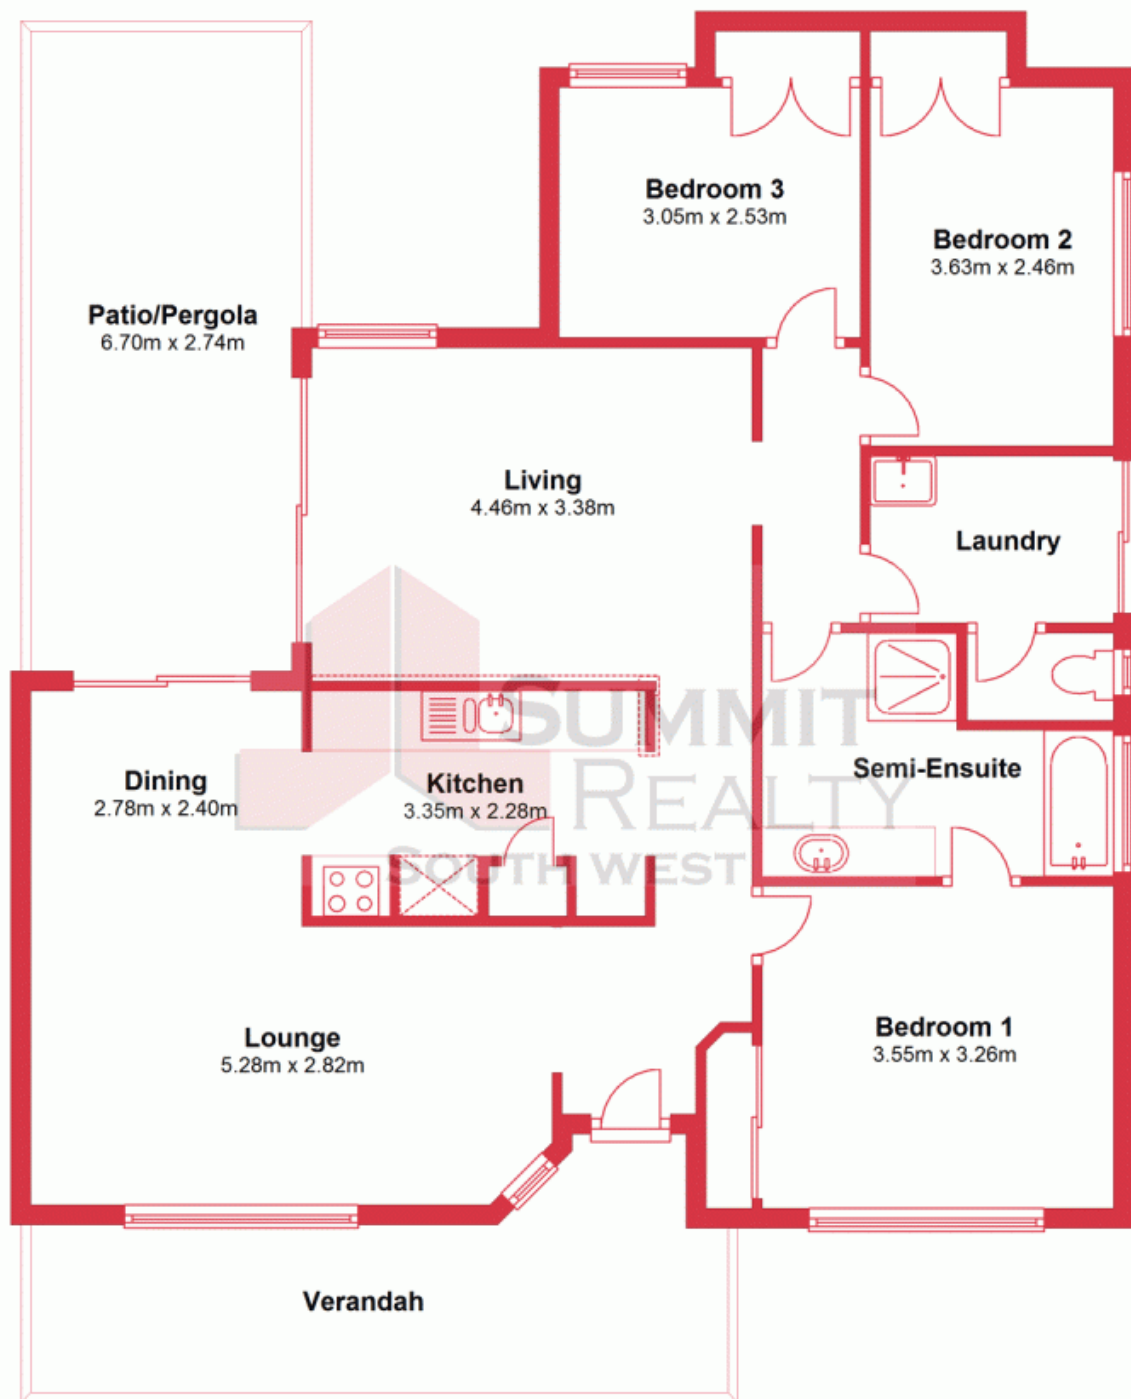 Bedroom 3
3.05m x 2.53m
Bedroom 2
3.63m x 2.46m
Patio/Pergola
6.70m x 2.74m
Living
4.46m x 3.38m
Laundry
SUMMIT
REALTY
SOUTH WEST
Semi-Ensuite
Dining
2.78m x 2.40m
Kitchen
3.35m x 2.28m
Bedroom 1
3.55m x 3.26m
Lounge
5.28m x 2.82m
Verandah